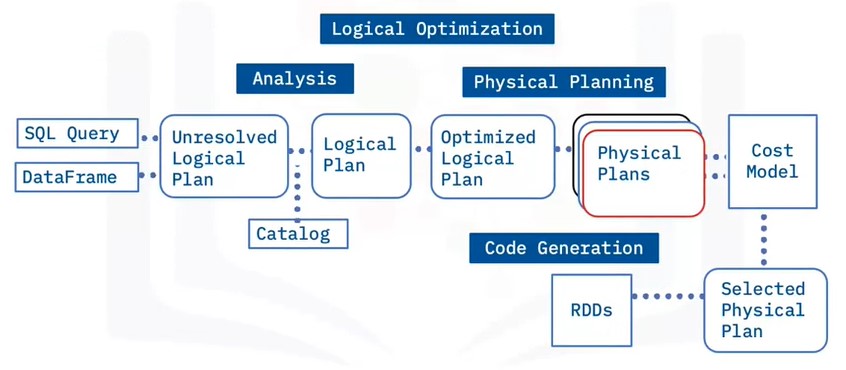 Logical Optimization
Analysis
Physical Planning
SQL Query
DataFrame
Unresolved
Logical
Plan
Logical
Plan
Optimized
Logical
Plan
Physical
Plans
Cost
Model
Catalog
Code Generation
RDDs
Selected
Physical
Plan